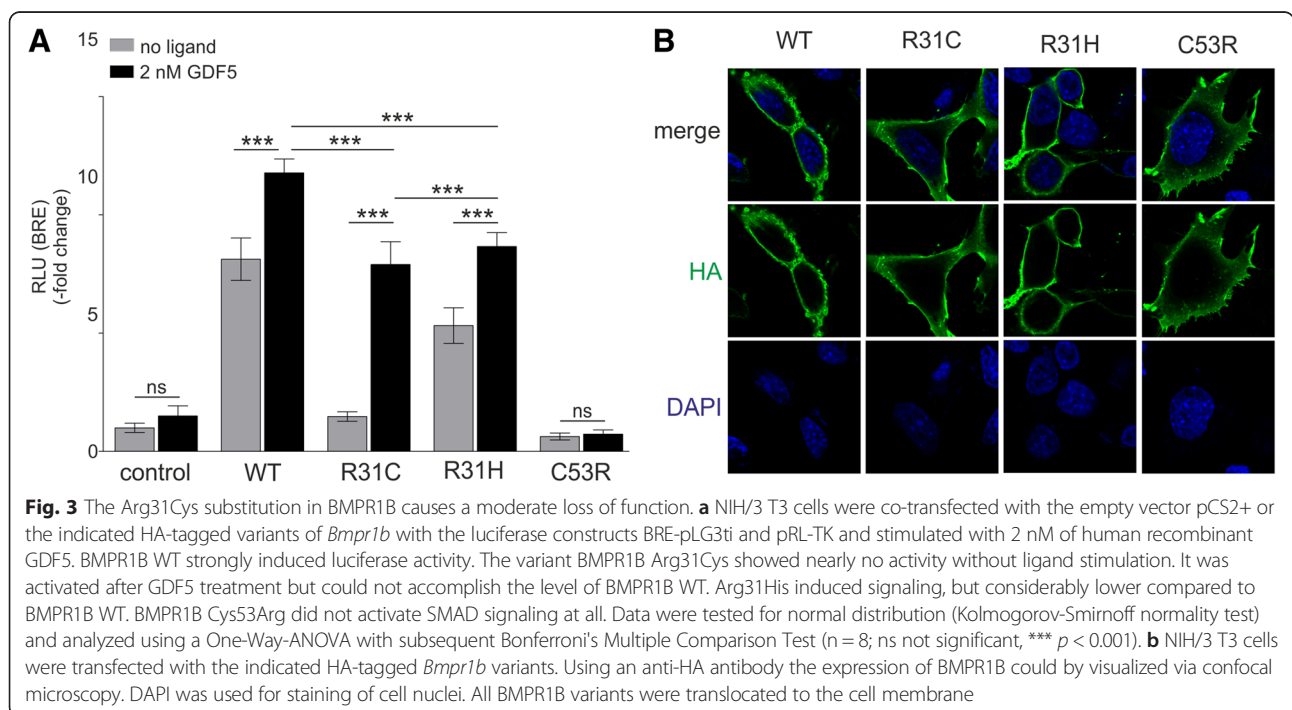 A
15
no ligand
2 nM GDF5
***
***
***
10
***
***
***
RLU (BRE)
(-fold change)
5
ns
ns
0
control WT R31C R31H C53R
B
WT R31C R31H C53R
merge
HA
DAPI
Fig. 3 The Arg31Cys substitution in BMPR1B causes a moderate loss of function. a NIH/3 T3 cells were co-transfected with the empty vector pCS2+ or
the indicated HA-tagged variants of Bmpr1b with the luciferase constructs BRE-pLG3ti and pRL-TK and stimulated with 2 nM of human recombinant
GDF5. BMPR1B WT strongly induced luciferase activity. The variant BMPR1B Arg31Cys showed nearly no activity without ligand stimulation. It was
activated after GDF5 treatment but could not accomplish the level of BMPR1B WT. Arg31His induced signaling, but considerably lower compared to
BMPR1B WT. BMPR1B Cys53Arg did not activate SMAD signaling at all. Data were tested for normal distribution (Kolmogorov-Smirnoff normality test)
and analyzed using a One-Way-ANOVA with subsequent Bonferroni's Multiple Comparison Test (n = 8; ns not significant, *** p < 0.001). b NIH/3 T3 cells
were transfected with the indicated HA-tagged Bmpr1b variants. Using an anti-HA antibody the expression of BMPR1B could by visualized via confocal
microscopy. DAPI was used for staining of cell nuclei. All BMPR1B variants were translocated to the cell membrane